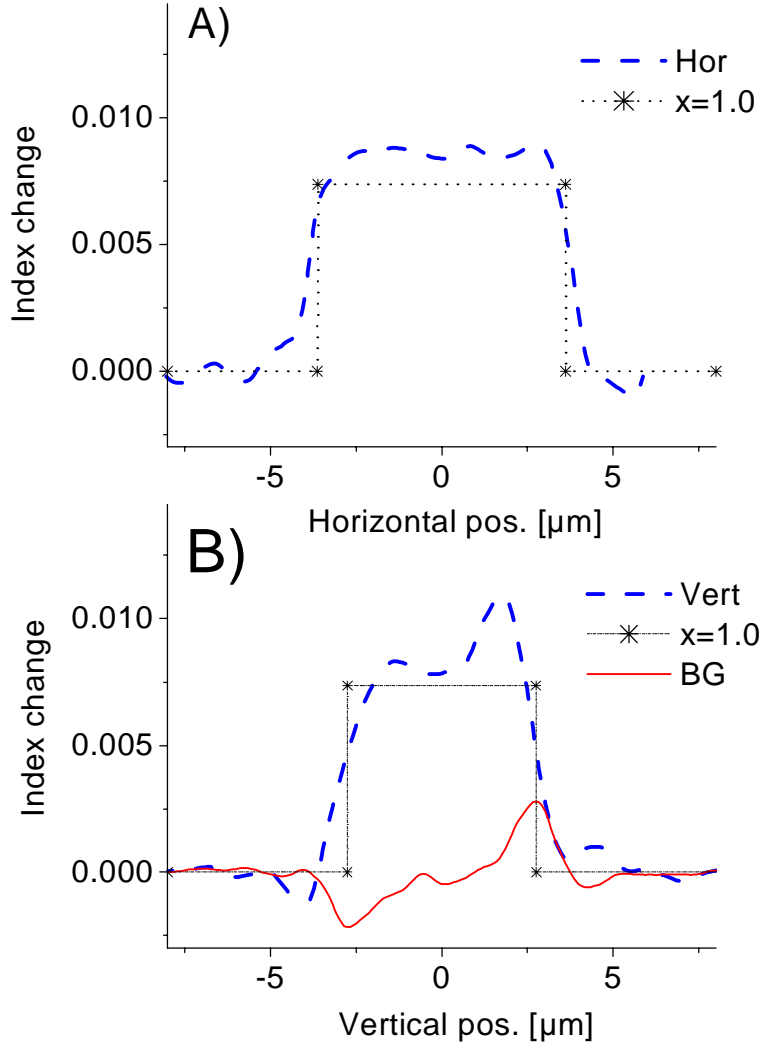 A)
Hor
x=1.0
0.010
0.005
0.000
Index change
-5 0 5
Horizontal pos. [µm]
B)
Vert
x=1.0
BG
0.010
0.005
0.000
Index change
-5 0 5
Vertical pos. [µm]